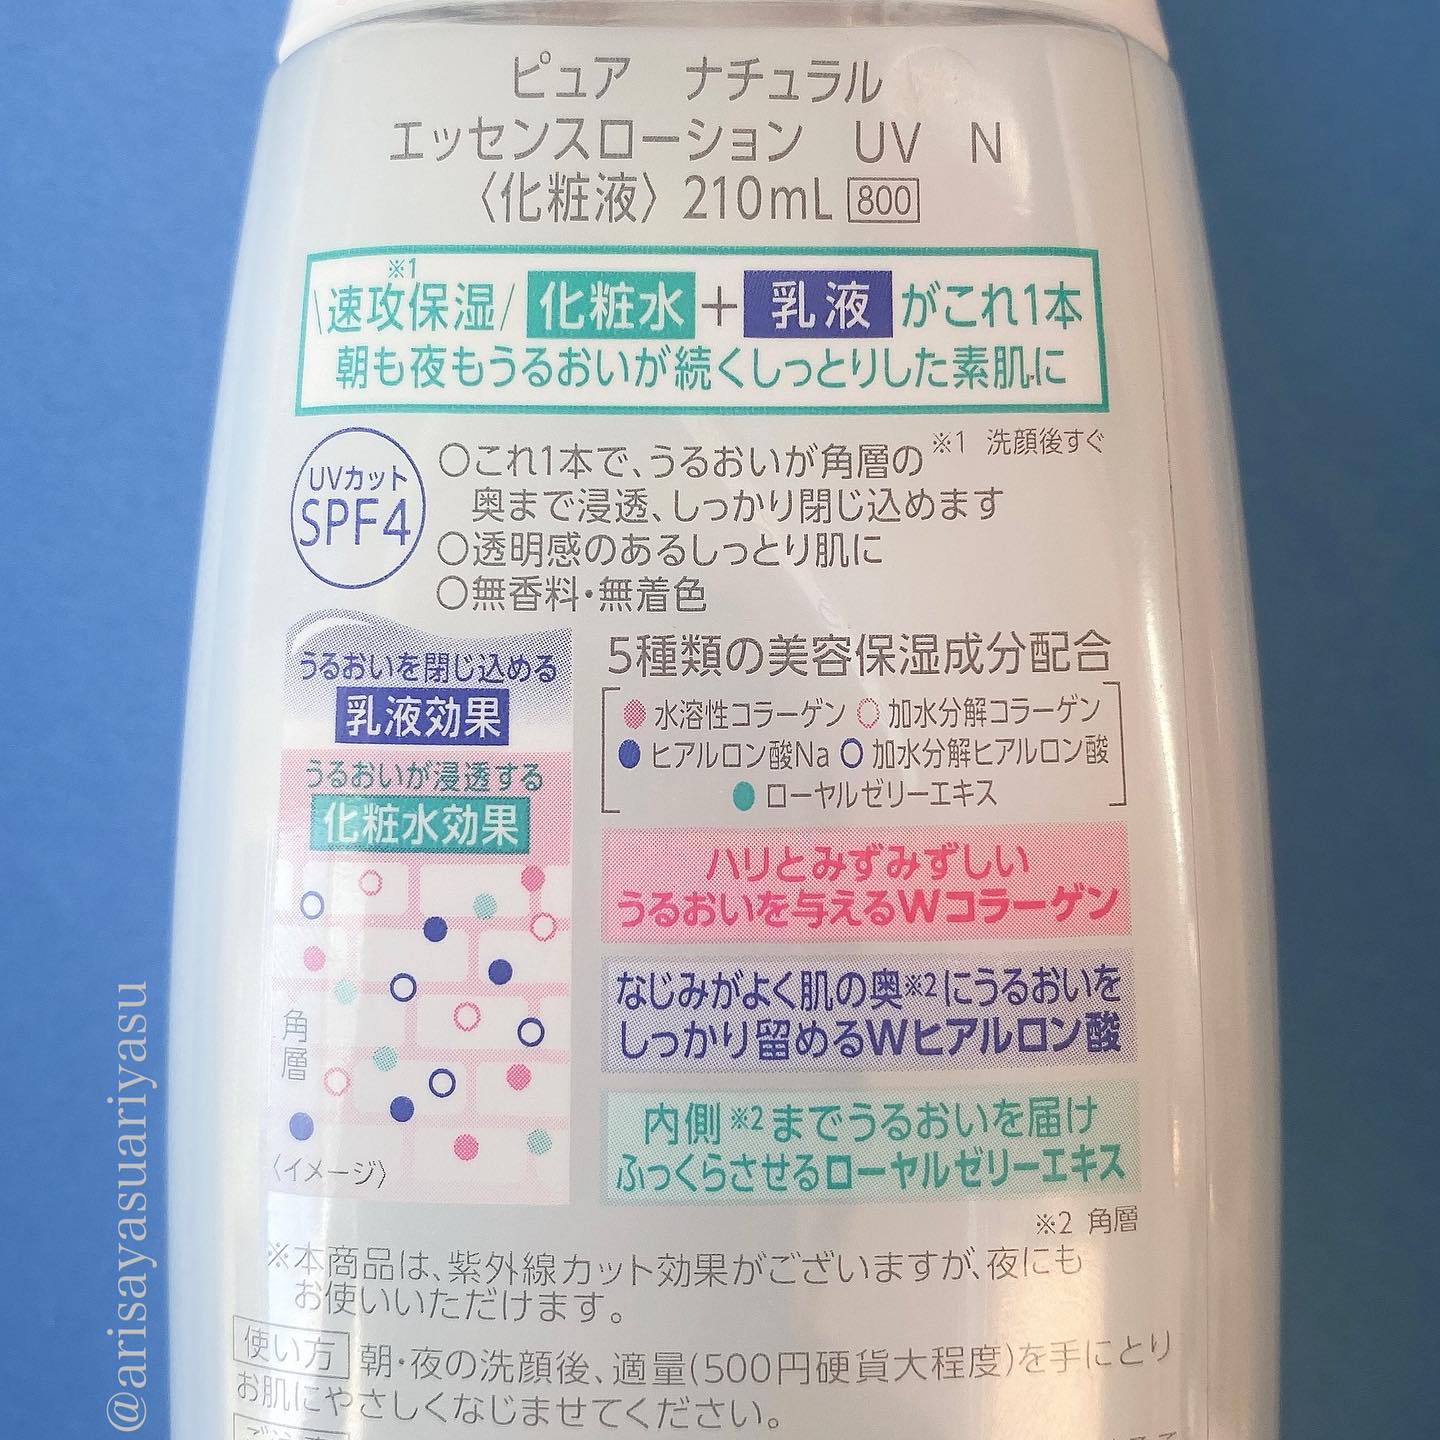 ピュア ナチュラル
エッセンスローション UV N
〈化粧液〉210mL 800
※1
\速攻保湿/ 化粧水＋乳液がこれ1本
朝も夜もうるおいが続くしっとりした素肌に
※1 洗顔後すぐ
UVカット
SPF4
○これ1本で、うるおいが角層の
奥まで浸透、しっかり閉じ込めます
○透明感のあるしっとり肌に
○無香料・無着色
うるおいを閉じ込める
乳液効果
うるおいが浸透する
化粧水効果
角層
〈イメージ〉
5種類の美容保湿成分配合
水溶性コラーゲン 加水分解コラーゲン
ヒアルロン酸Na 加水分解ヒアルロン酸
ローヤルゼリーエキス
ハリとみずみずしい
うるおいを与えるWコラーゲン
なじみがよく肌の奥※2にうるおいを
しっかり留めるWヒアルロン酸
内側※2までうるおいを届け
ふっくらさせるローヤルゼリーエキス
※2 角層
※本商品は、紫外線カット効果がございますが、夜にも
お使いいただけます。
使い方 朝・夜の洗顔後、適量(500円硬貨大程度)を手にとり
お肌にやさしくなじませてください。
@arisayasuariyasu